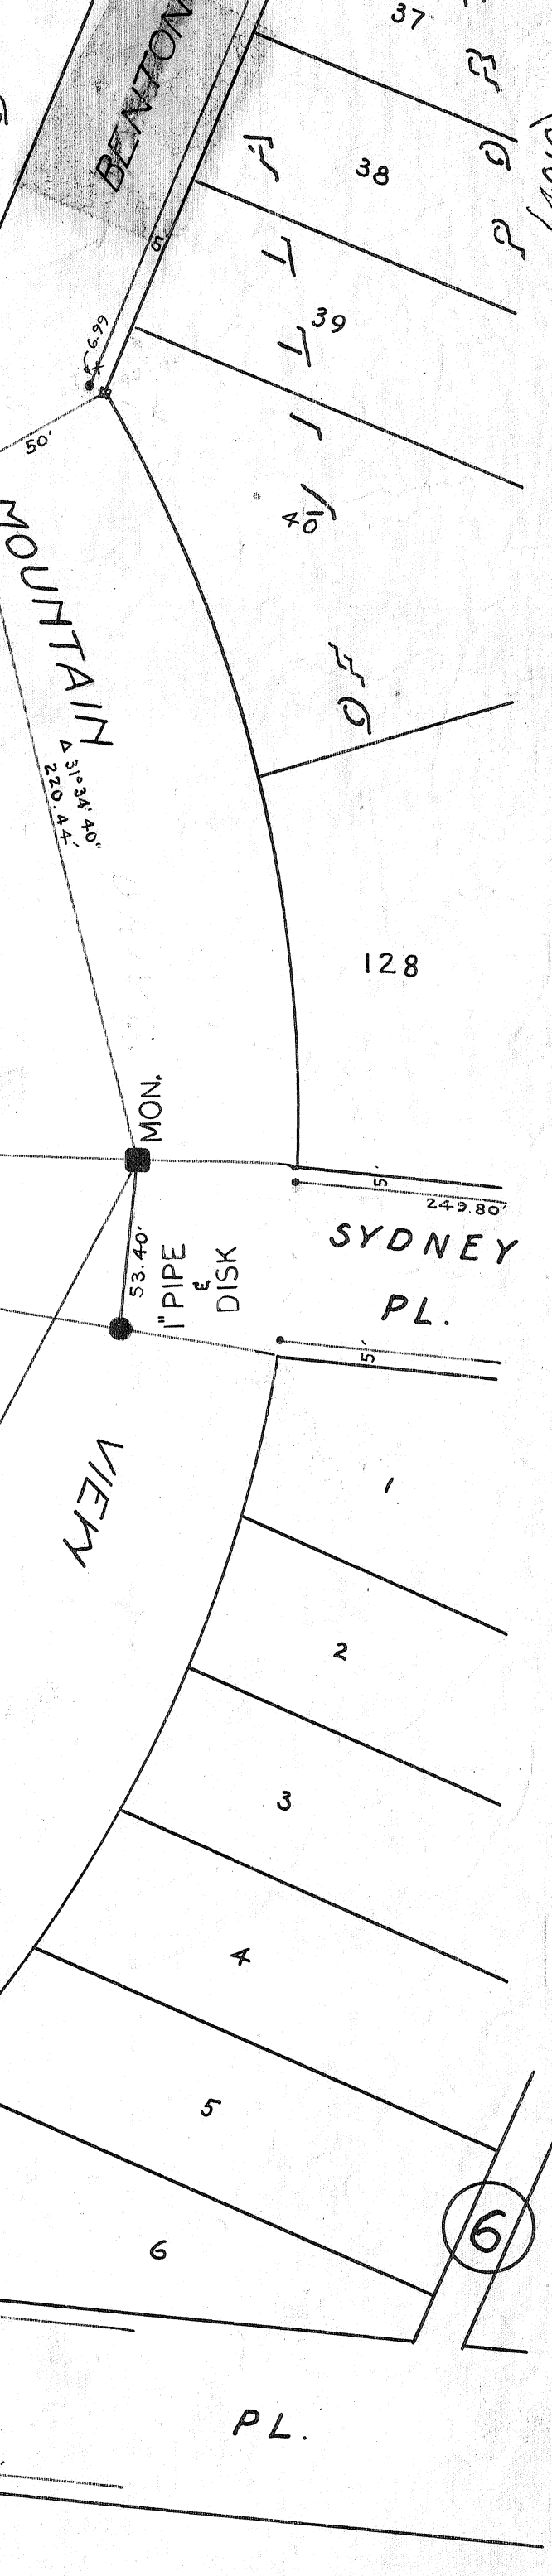 37
BENTON
38
39
6.99
50'
40
MOUNTAIN
Δ 31°34'40"
220.44'
128
MON.
5'
249.80'
SYDNEY
PL.
53.40'
1" PIPE
&
DISK
5'
VIEW
1
2
3
4
5
6
6
PL.